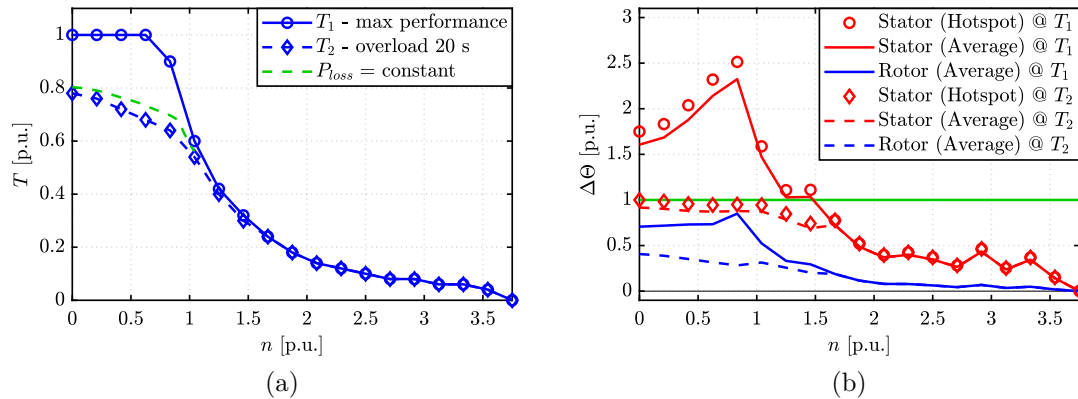 T₁ - max performance
T₂ - overload 20 s
P_loss = constant
1
0.8
0.6
0.4
0.2
0
T [p.u.]
0 0.5 1 1.5 2 2.5 3 3.5
n [p.u.]
(a)
Stator (Hotspot) @ T₁
Stator (Average) @ T₁
Rotor (Average) @ T₁
Stator (Hotspot) @ T₂
Stator (Average) @ T₂
Rotor (Average) @ T₂
3
2.5
2
1.5
1
0.5
0
ΔΘ [p.u.]
0 0.5 1 1.5 2 2.5 3 3.5
n [p.u.]
(b)